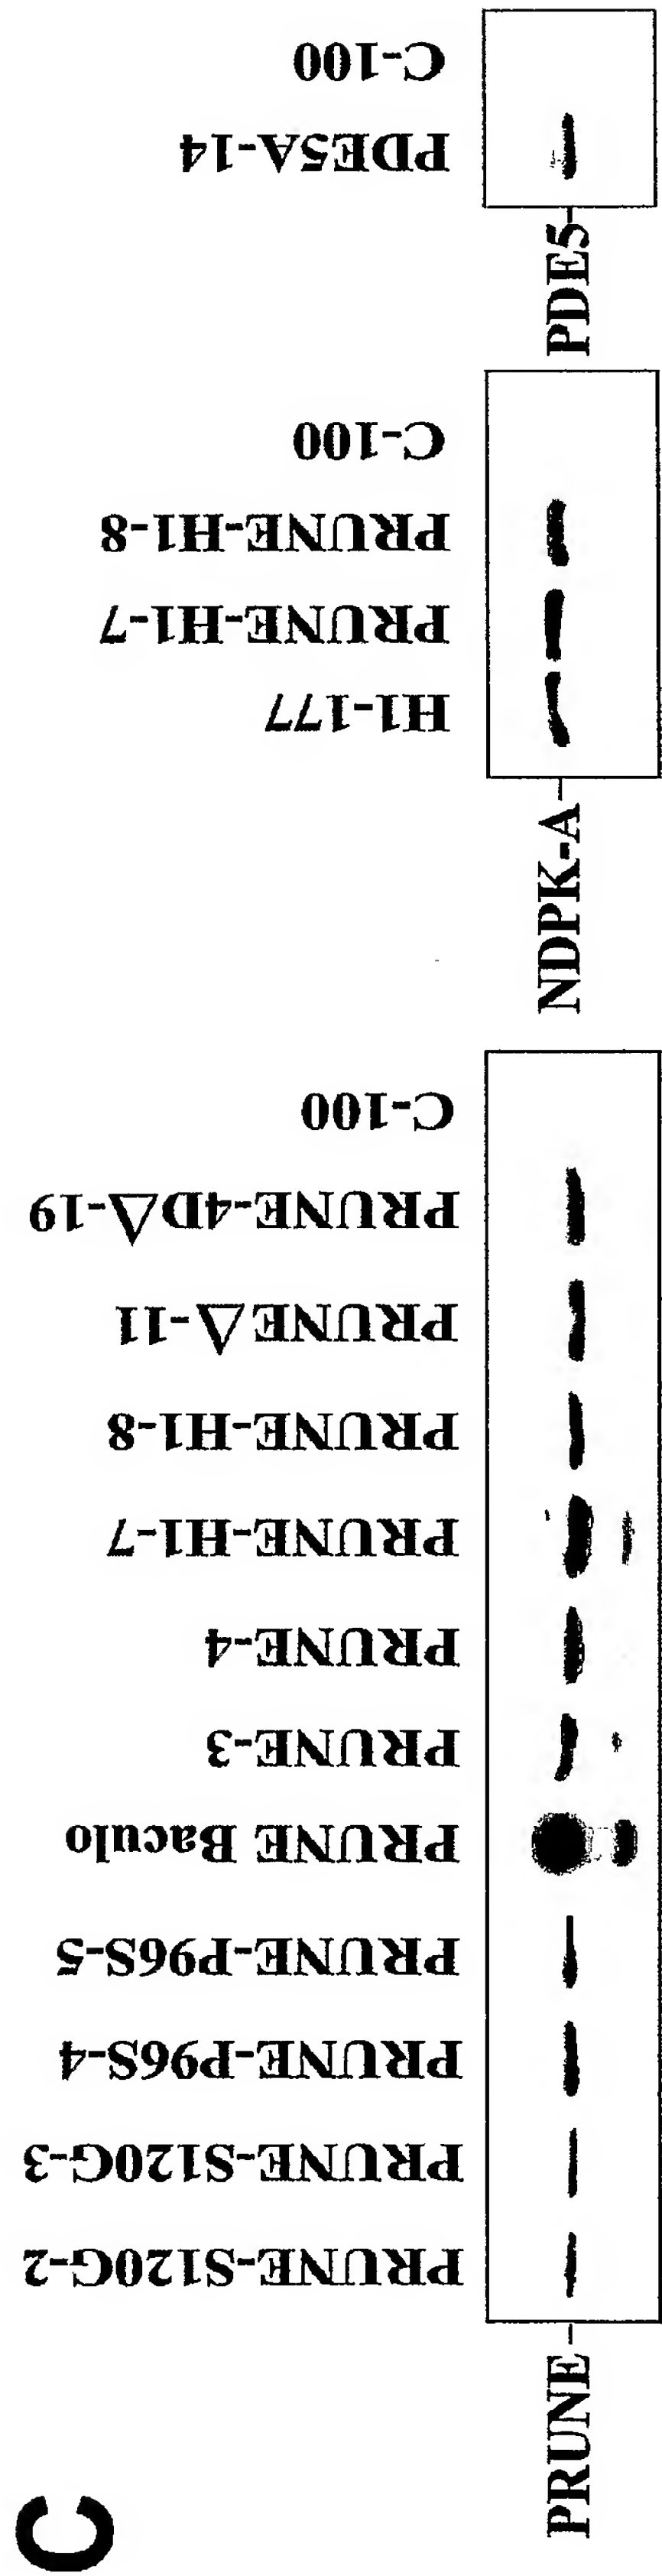 C
PRUNE-S120G-2
PRUNE-S120G-3
PRUNE-P96S-4
PRUNE-P96S-5
PRUNE Baculo
PRUNE-3
PRUNE-4
PRUNE-H1-7
PRUNE-H1-8
PRUNEΔ-11
PRUNE-4DΔ-19
C-100
PRUNE
H1-177
PRUNE-H1-7
PRUNE-H1-8
C-100
NDPK-A
PDE5A-14
C-100
PDE5